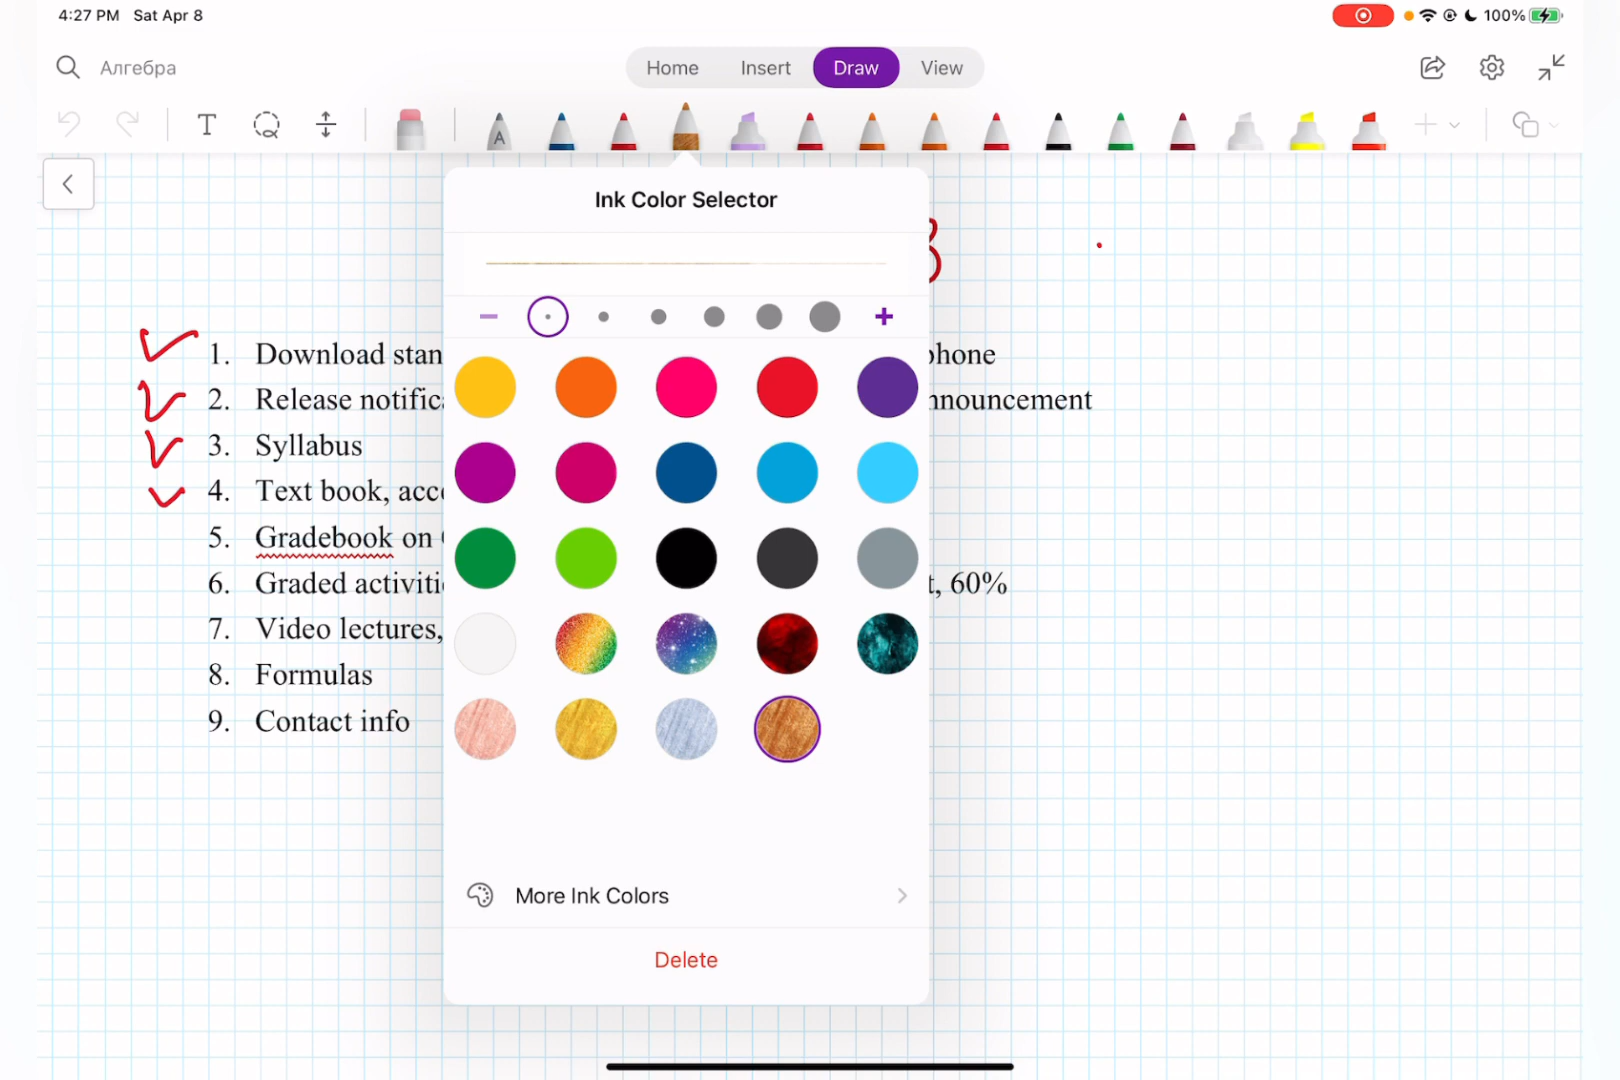 4:27 PM Sat Apr 8
100%
Алгебра
Home Insert Draw View
A
Ink Color Selector
1. Download stan phone
2. Release notific nnouncement
3. Syllabus
4. Text book, acc
5. Gradebook on
6. Graded activiti t, 60%
7. Video lectures,
8. Formulas
9. Contact info
More Ink Colors
Delete